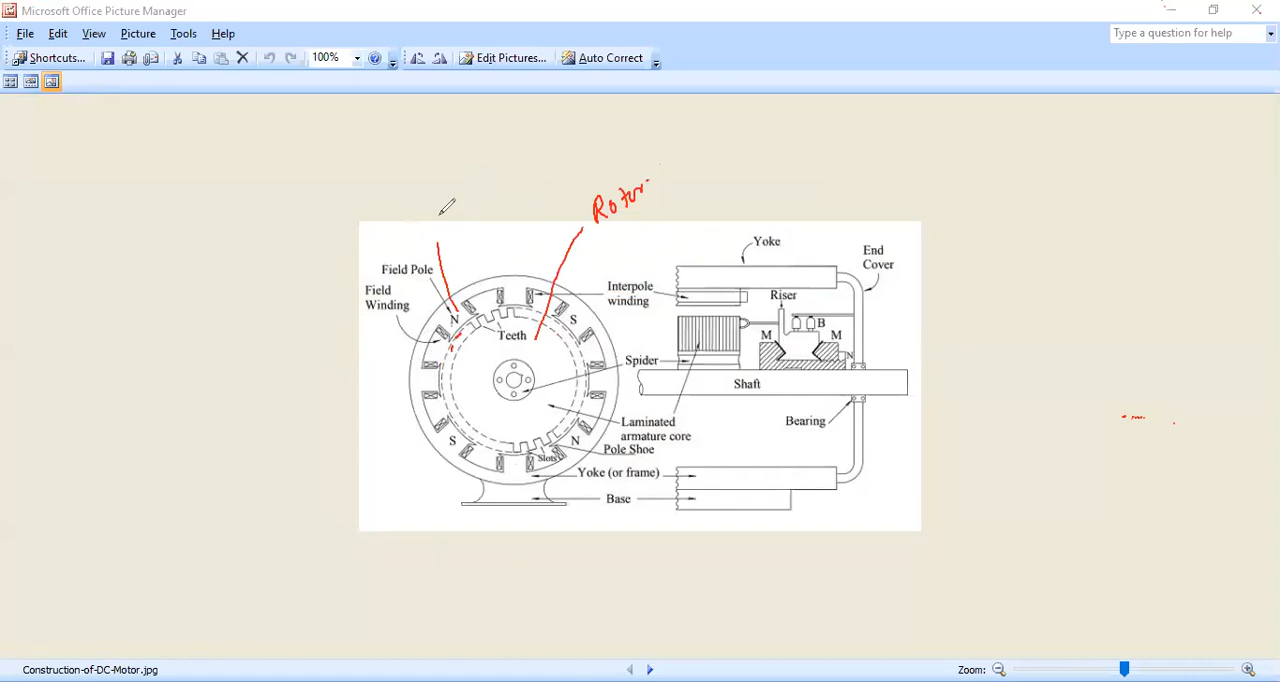 Microsoft Office Picture Manager
File Edit View Picture Tools Help
Type a question for help
Shortcuts... 100% Edit Pictures... Auto Correct
Rotor
Yoke
End
Cover
Field Pole
Field
Winding
Interpole
winding
Riser
N
S
B
M
M
N
Teeth
Spider
Shaft
Laminated
armature core
Bearing
S
N
Pole Shoe
Slots
Yoke (or frame)
Base
Construction-of-DC-Motor.jpg
Zoom: